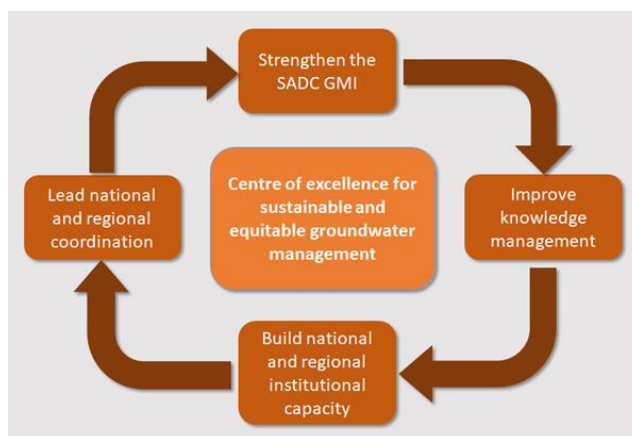 Strengthen the
SADC GMI
Lead national
and regional
coordination
Centre of excellence for
sustainable and
equitable groundwater
management
Improve
knowledge
management
Build national
and regional
institutional
capacity